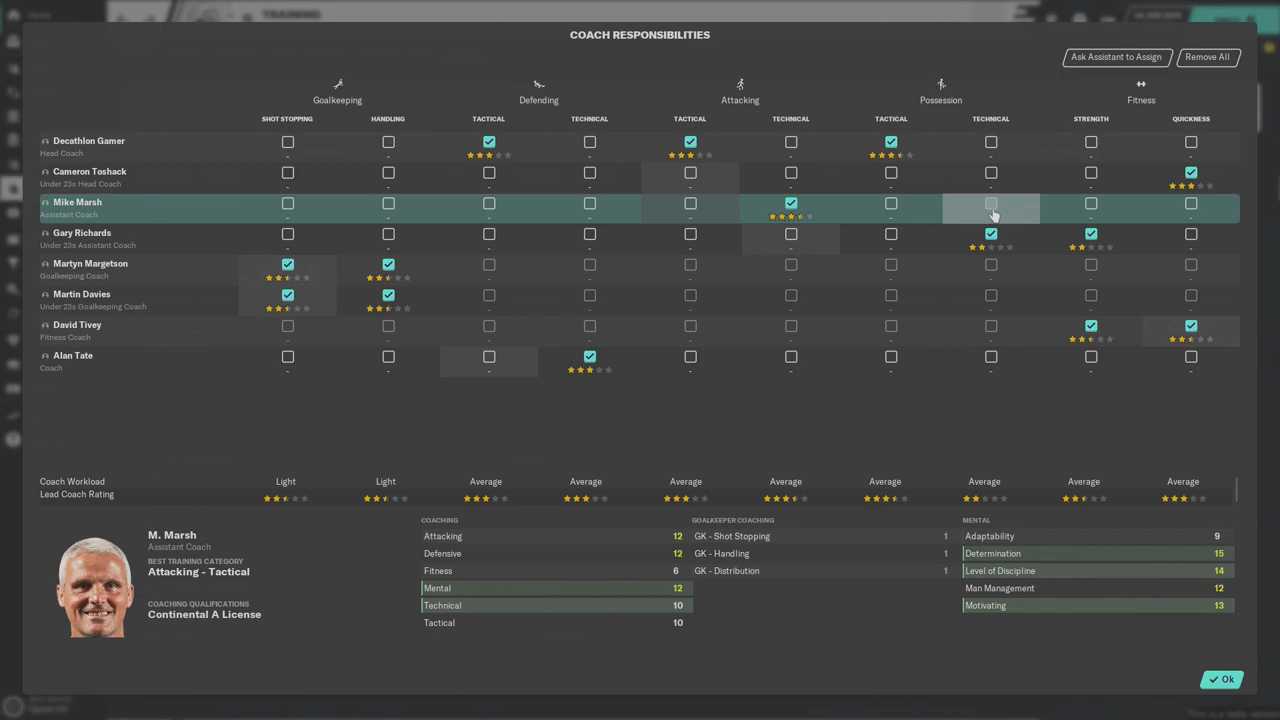 TRAINING
COACH RESPONSIBILITIES
Ask Assistant to Assign
Remove All
Goalkeeping
Defending
Attacking
Possession
Fitness
SHOT STOPPING HANDLING TACTICAL TECHNICAL TACTICAL TECHNICAL TACTICAL TECHNICAL STRENGTH QUICKNESS
Decathlon Gamer
Head Coach
Cameron Toshack
Under 23s Head Coach
Mike Marsh
Assistant Coach
Gary Richards
Under 23s Assistant Coach
Martyn Margetson
Goalkeeping Coach
Martin Davies
Under 23s Goalkeeping Coach
David Tivey
Fitness Coach
Alan Tate
Coach
Coach Workload Light Light Average Average Average Average Average Average Average Average
Lead Coach Rating
M. Marsh
Assistant Coach
BEST TRAINING CATEGORY
Attacking - Tactical
COACHING QUALIFICATIONS
Continental A License
COACHING
Attacking 12
Defensive 12
Fitness 6
Mental 12
Technical 10
Tactical 10
GOALKEEPER COACHING
GK - Shot Stopping 1
GK - Handling 1
GK - Distribution 1
MENTAL
Adaptability 9
Determination 15
Level of Discipline 14
Man Management 12
Motivating 13
Ok